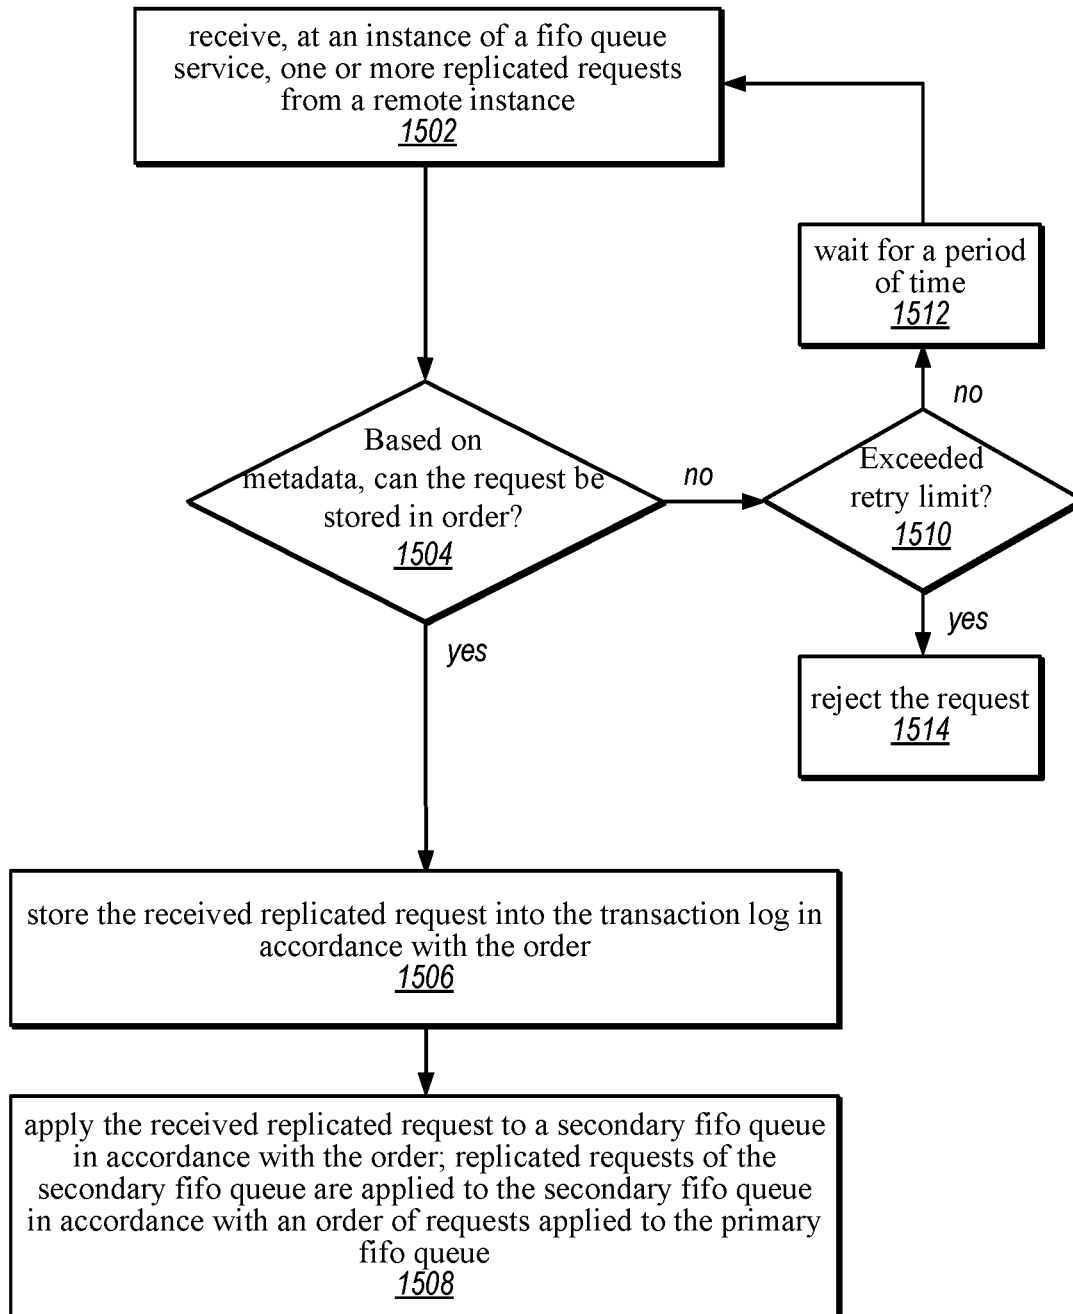 receive, at an instance of a fifo queue
service, one or more replicated requests
from a remote instance
1502
wait for a period
of time
1512
no
Based on
metadata, can the request be
stored in order?
1504
no
Exceeded
retry limit?
1510
yes
yes
reject the request
1514
store the received replicated request into the transaction log in
accordance with the order
1506
apply the received replicated request to a secondary fifo queue
in accordance with the order; replicated requests of the
secondary fifo queue are applied to the secondary fifo queue
in accordance with an order of requests applied to the primary
fifo queue
1508